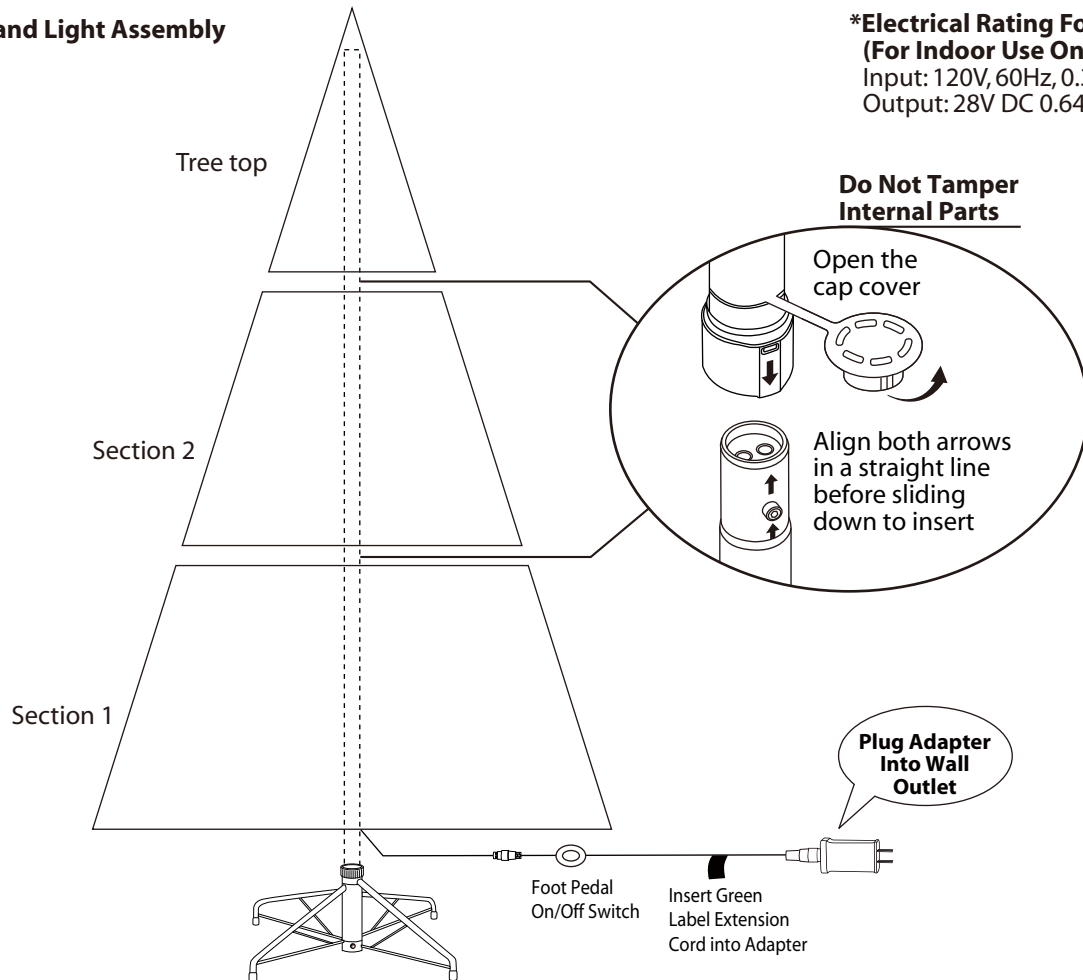 and Light Assembly
*Electrical Rating Fo
(For Indoor Use On
Input: 120V, 60Hz, 0.3
Output: 28V DC 0.64
Tree top
Do Not Tamper
Internal Parts
Open the
cap cover
Section 2
Align both arrows
in a straight line
before sliding
down to insert
Section 1
Plug Adapter
Into Wall
Outlet
Foot Pedal
On/Off Switch
Insert Green
Label Extension
Cord into Adapter